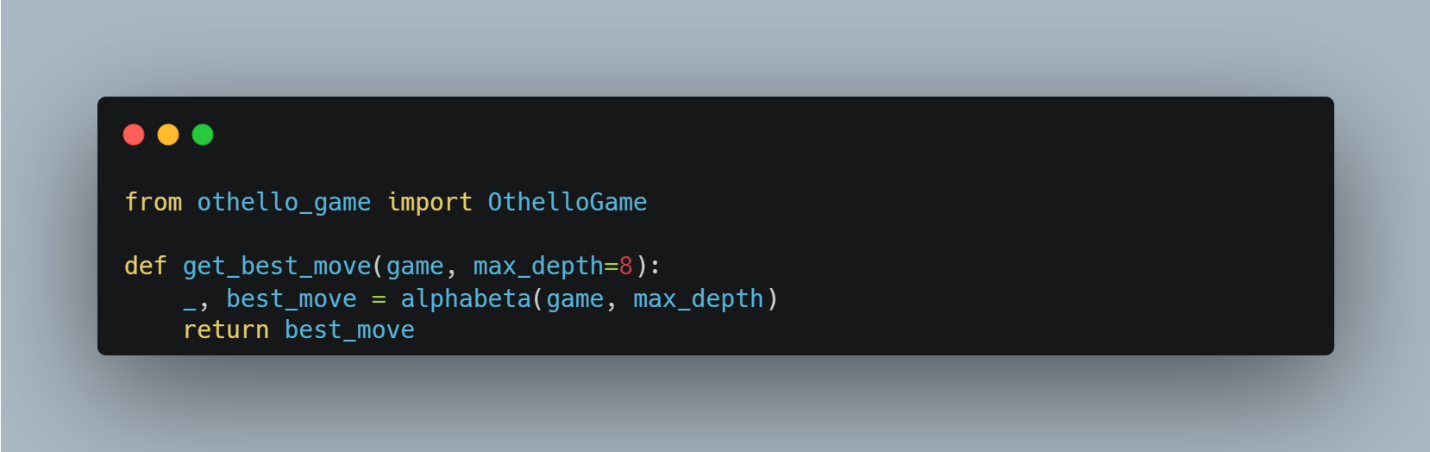 from othello_game import OthelloGame
def get_best_move(game, max_depth=8):
    _, best_move = alphabeta(game, max_depth)
    return best_move